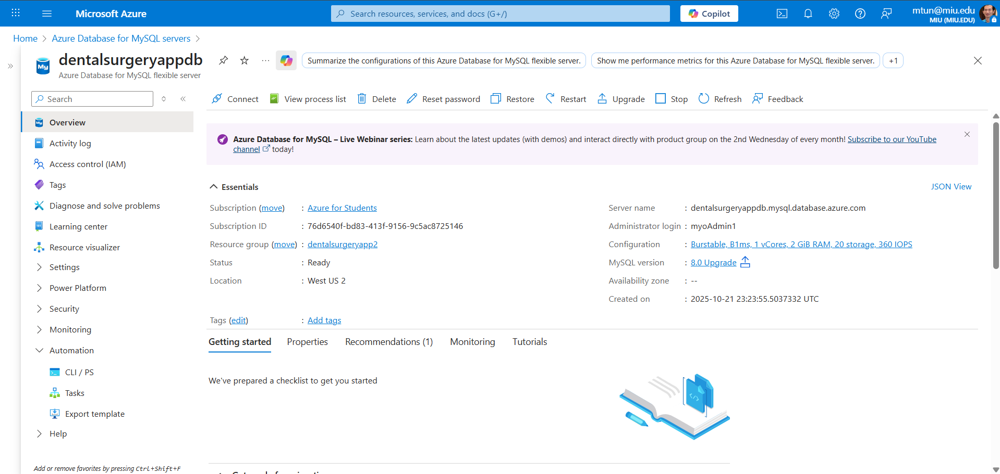 Microsoft Azure
Search resources, services, and docs (G+/)
Copilot
mtun@miu.edu
MIU (MIU.EDU)
Home
Azure Database for MySQL servers
dentalsurgeryappdb
Azure Database for MySQL flexible server
Summarize the configurations of this Azure Database for MySQL flexible server.
Show me performance metrics for this Azure Database for MySQL flexible server.
+1
Search
Connect
View process list
Delete
Reset password
Restore
Restart
Upgrade
Stop
Refresh
Feedback
Overview
Activity log
Access control (IAM)
Tags
Diagnose and solve problems
Learning center
Resource visualizer
Settings
Power Platform
Security
Monitoring
Automation
CLI / PS
Tasks
Export template
Help
Add or remove favorites by pressing Ctrl+Shift+F
Azure Database for MySQL – Live Webinar series: Learn about the latest updates (with demos) and interact directly with product group on the 2nd Wednesday of every month! Subscribe to our YouTube
channel today!
Essentials
JSON View
Subscription (move) : Azure for Students
Subscription ID : 76d6540f-bd83-413f-9156-9c5ac8725146
Resource group (move) : dentalsurgeryapp2
Status : Ready
Location : West US 2
Server name : dentalsurgeryappdb.mysql.database.azure.com
Administrator login : myoAdmin1
Configuration : Burstable, B1ms, 1 vCores, 2 GiB RAM, 20 storage, 360 IOPS
MySQL version : 8.0 Upgrade
Availability zone : --
Created on : 2025-10-21 23:23:55.5037332 UTC
Tags (edit) : Add tags
Getting started
Properties
Recommendations (1)
Monitoring
Tutorials
We've prepared a checklist to get you started